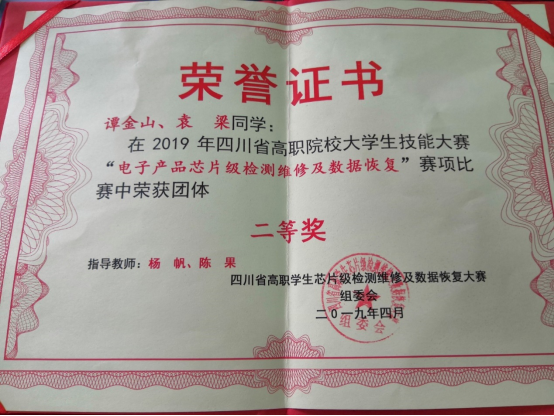 荣誉证书
谭金山、袁 梁同学：
在 2019 年四川省高职院校大学生技能大赛
“电子产品芯片级检测维修及数据恢复”赛项比
赛中荣获团体
二等奖
指导教师：杨 帆、陈 果
四川省高职学生芯片级检测维修及数据恢复大赛
组委会
二0一九年四月
组委会